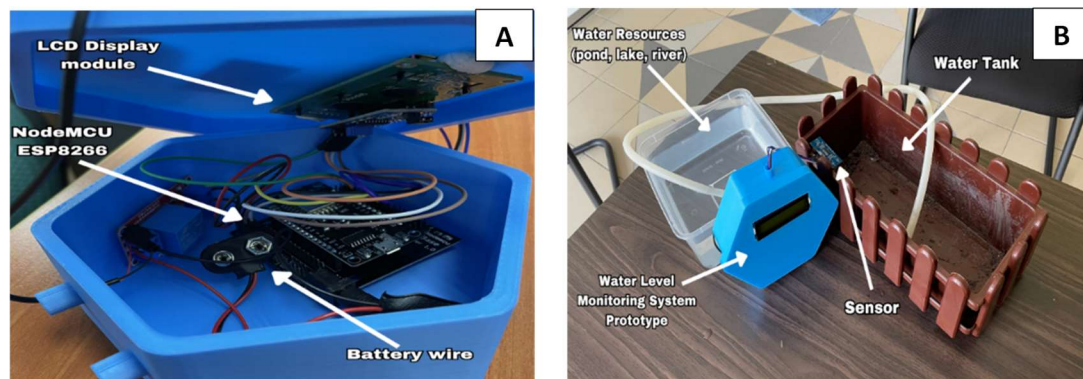 A
LCD Display
module
NodeMCU
ESP8266
Battery wire
B
Water Resources
(pond, lake, river)
Water Tank
Water Level
Monitoring System
Prototype
Sensor